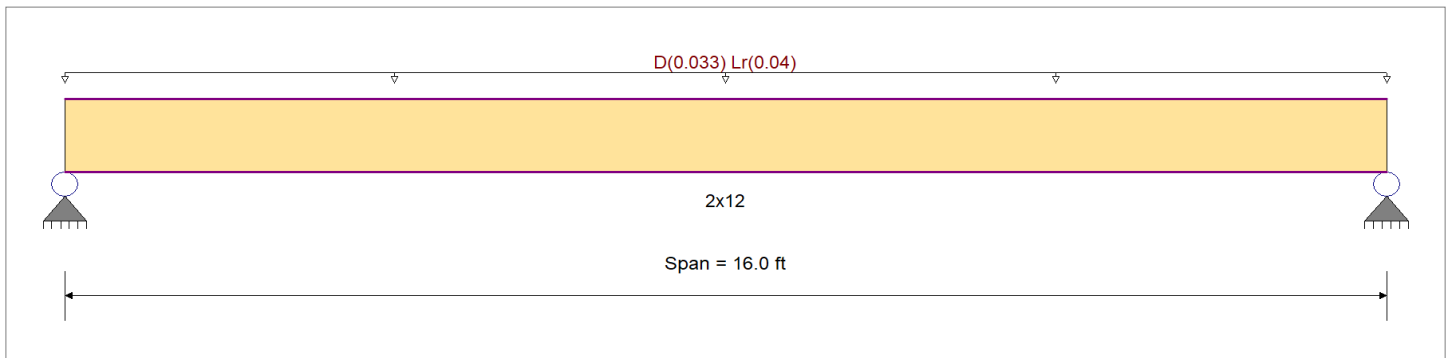 D(0.033) Lr(0.04)
2x12
Span = 16.0 ft